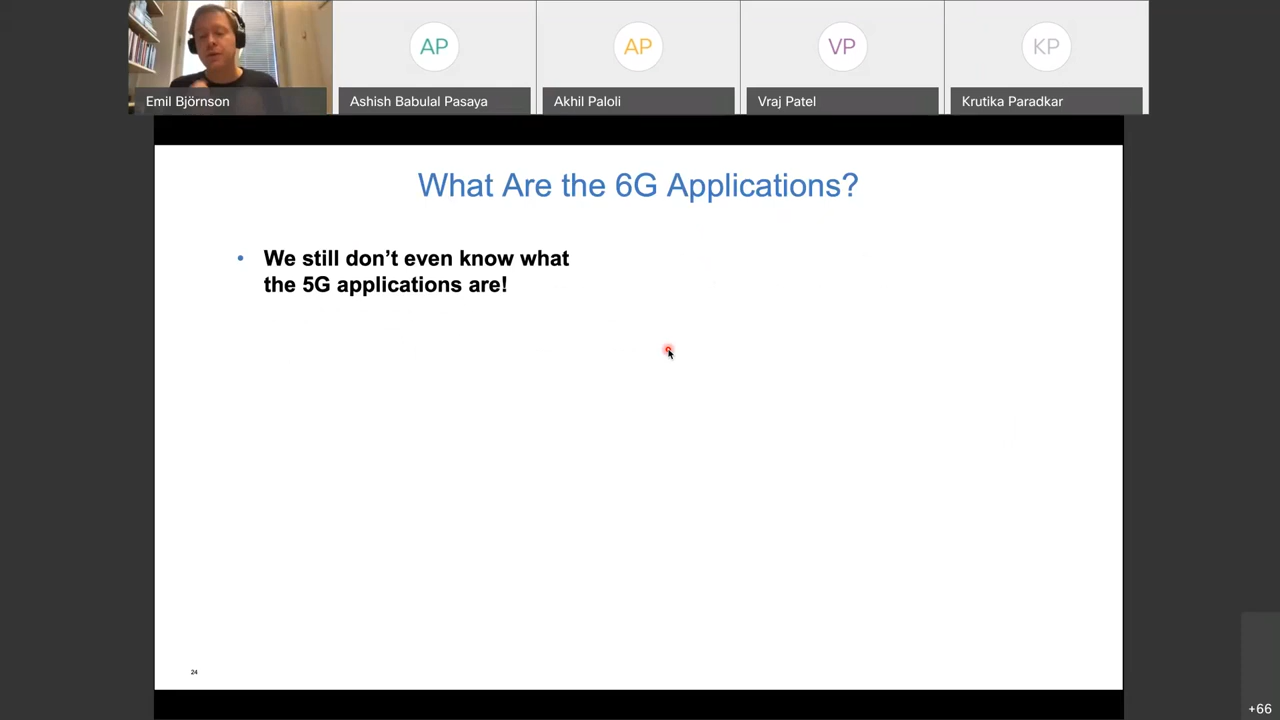 AP
AP
VP
KP
Emil Björnson
Ashish Babulal Pasaya
Akhil Paloli
Vraj Patel
Krutika Paradkar
What Are the 6G Applications?
• We still don’t even know what
the 5G applications are!
24
+66